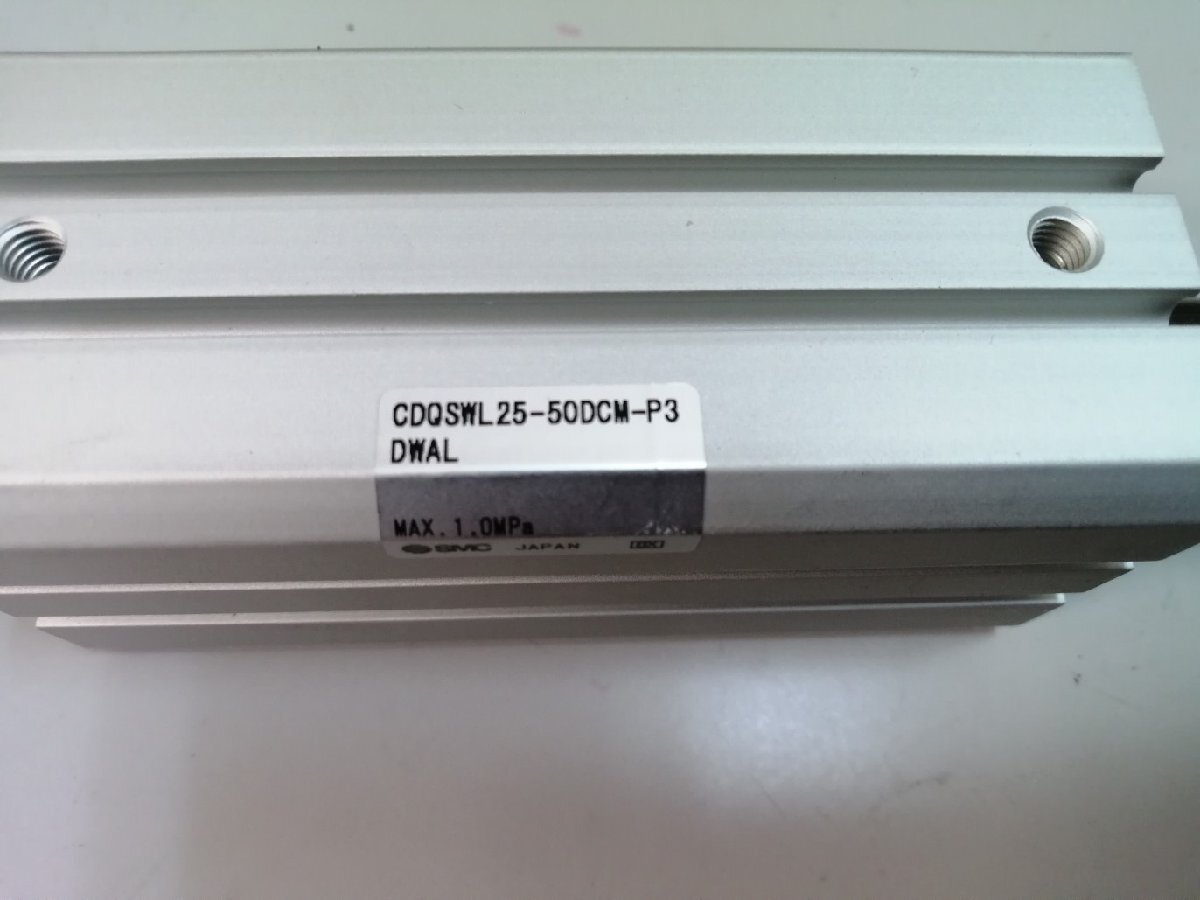 CDQSWL25-50DCM-P3
DWAL
MAX. 1.0MPa
SMC JAPAN